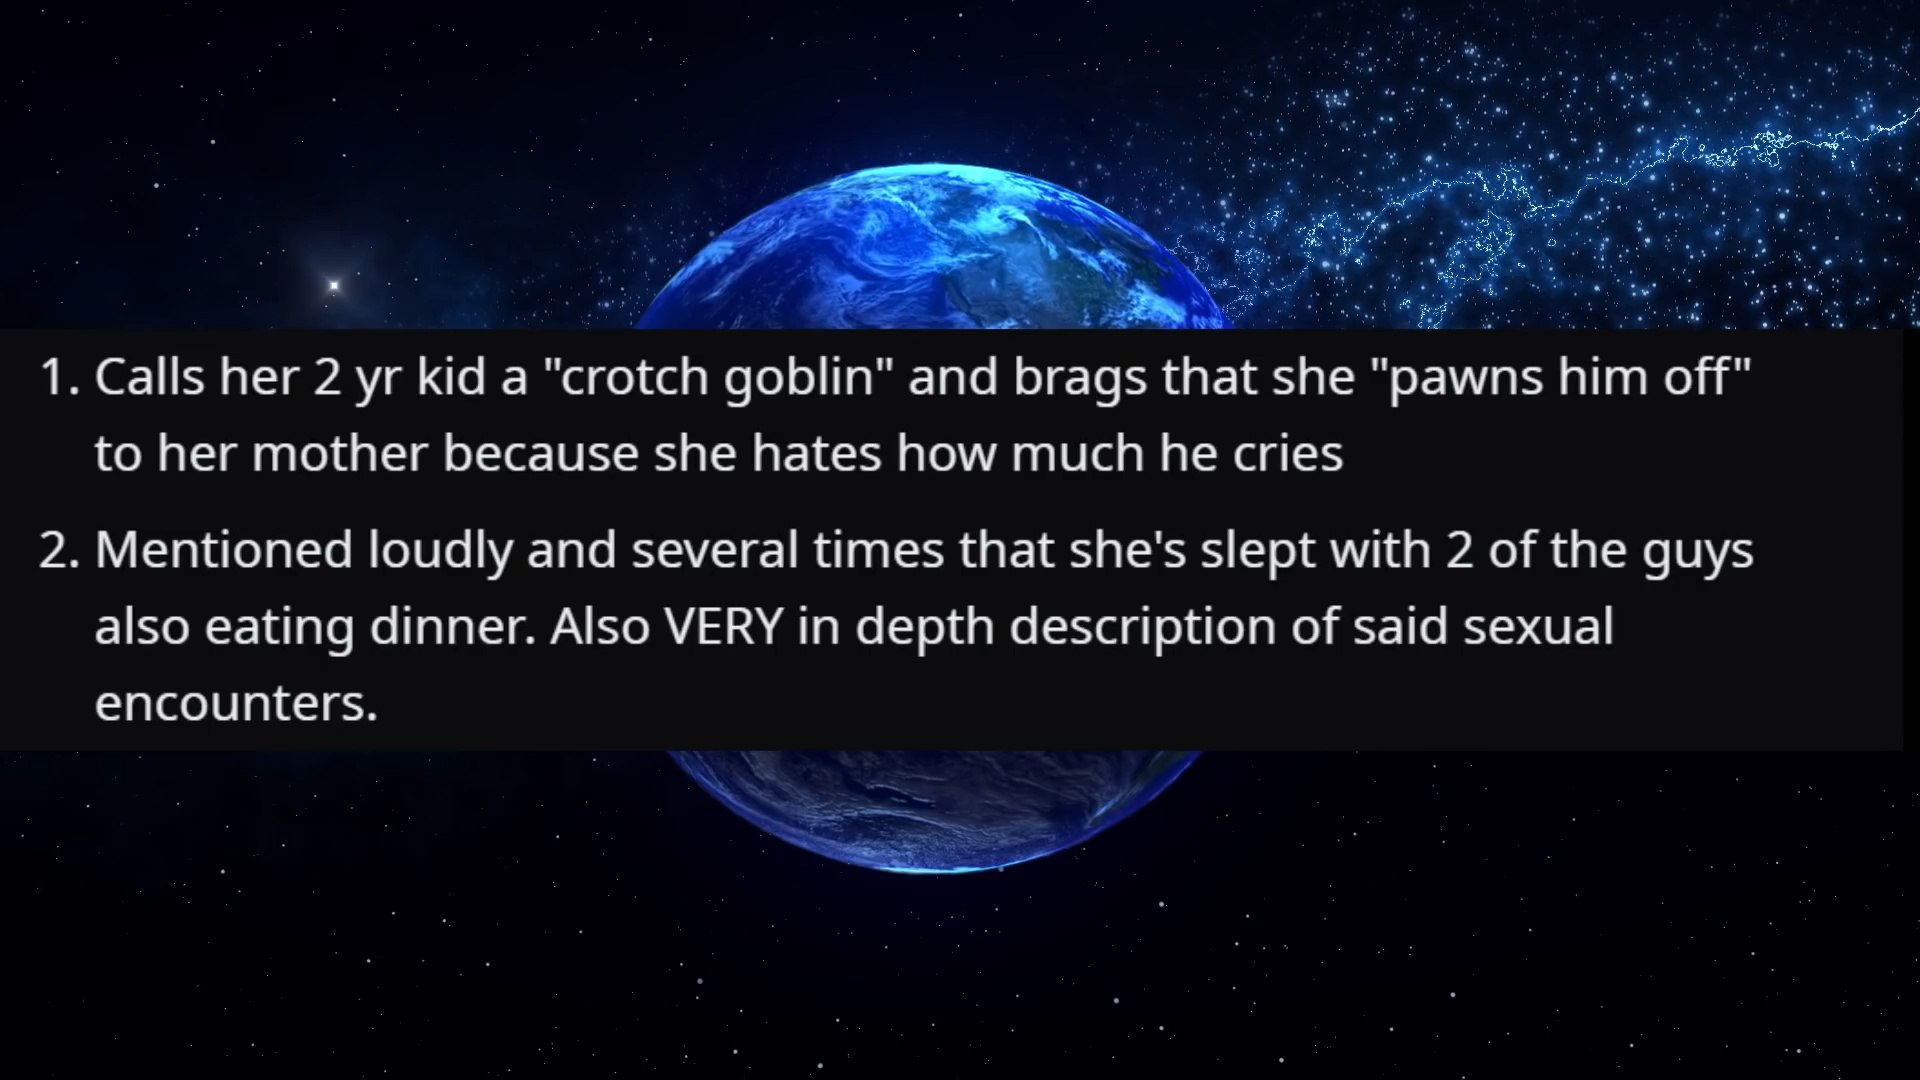 1. Calls her 2 yr kid a "crotch goblin" and brags that she "pawns him off"
to her mother because she hates how much he cries
2. Mentioned loudly and several times that she's slept with 2 of the guys
also eating dinner. Also VERY in depth description of said sexual
encounters.